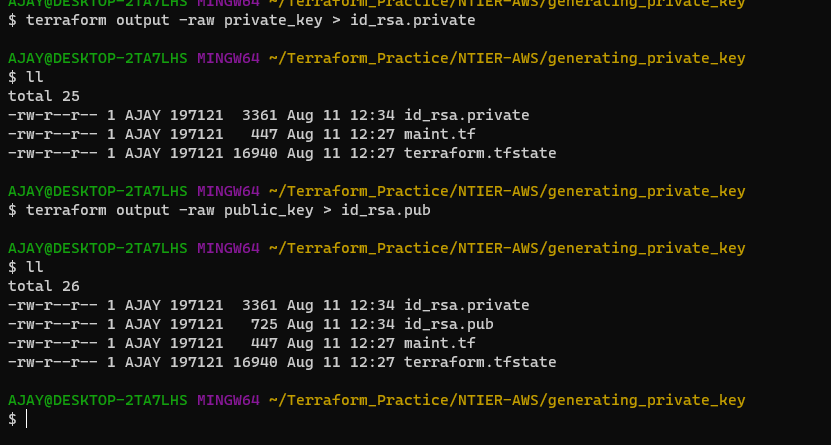 AJAY@DESKTOP-2TA7LHS MINGW64 ~/Terraform_Practice/NTIER-AWS/generating_private_key
$ terraform output -raw private_key > id_rsa.private
AJAY@DESKTOP-2TA7LHS MINGW64 ~/Terraform_Practice/NTIER-AWS/generating_private_key
$ ll
total 25
-rw-r--r-- 1 AJAY 197121  3361 Aug 11 12:34 id_rsa.private
-rw-r--r-- 1 AJAY 197121   447 Aug 11 12:27 maint.tf
-rw-r--r-- 1 AJAY 197121 16940 Aug 11 12:27 terraform.tfstate
AJAY@DESKTOP-2TA7LHS MINGW64 ~/Terraform_Practice/NTIER-AWS/generating_private_key
$ terraform output -raw public_key > id_rsa.pub
AJAY@DESKTOP-2TA7LHS MINGW64 ~/Terraform_Practice/NTIER-AWS/generating_private_key
$ ll
total 26
-rw-r--r-- 1 AJAY 197121  3361 Aug 11 12:34 id_rsa.private
-rw-r--r-- 1 AJAY 197121   725 Aug 11 12:34 id_rsa.pub
-rw-r--r-- 1 AJAY 197121   447 Aug 11 12:27 maint.tf
-rw-r--r-- 1 AJAY 197121 16940 Aug 11 12:27 terraform.tfstate
AJAY@DESKTOP-2TA7LHS MINGW64 ~/Terraform_Practice/NTIER-AWS/generating_private_key
$